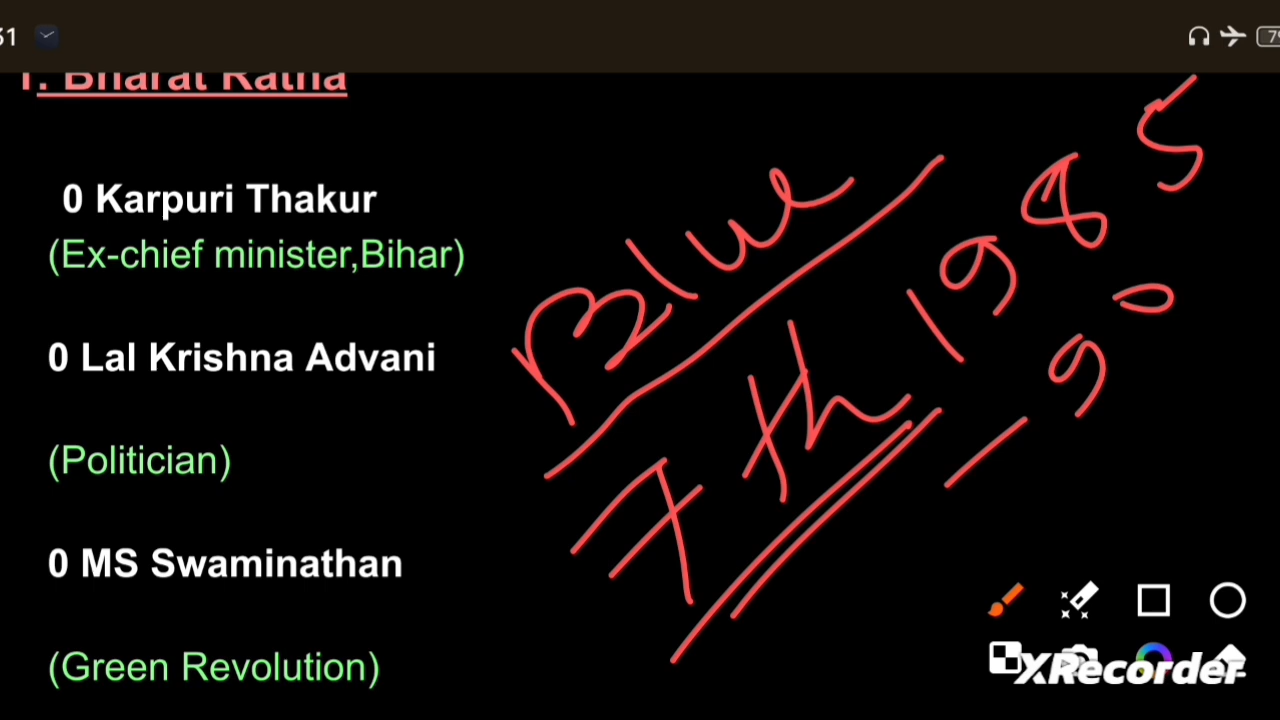 1. Bharat Ratna
0 Karpuri Thakur
(Ex-chief minister,Bihar)
0 Lal Krishna Advani
(Politician)
0 MS Swaminathan
(Green Revolution)
Blue
7th 1985
- 90
XRecorder